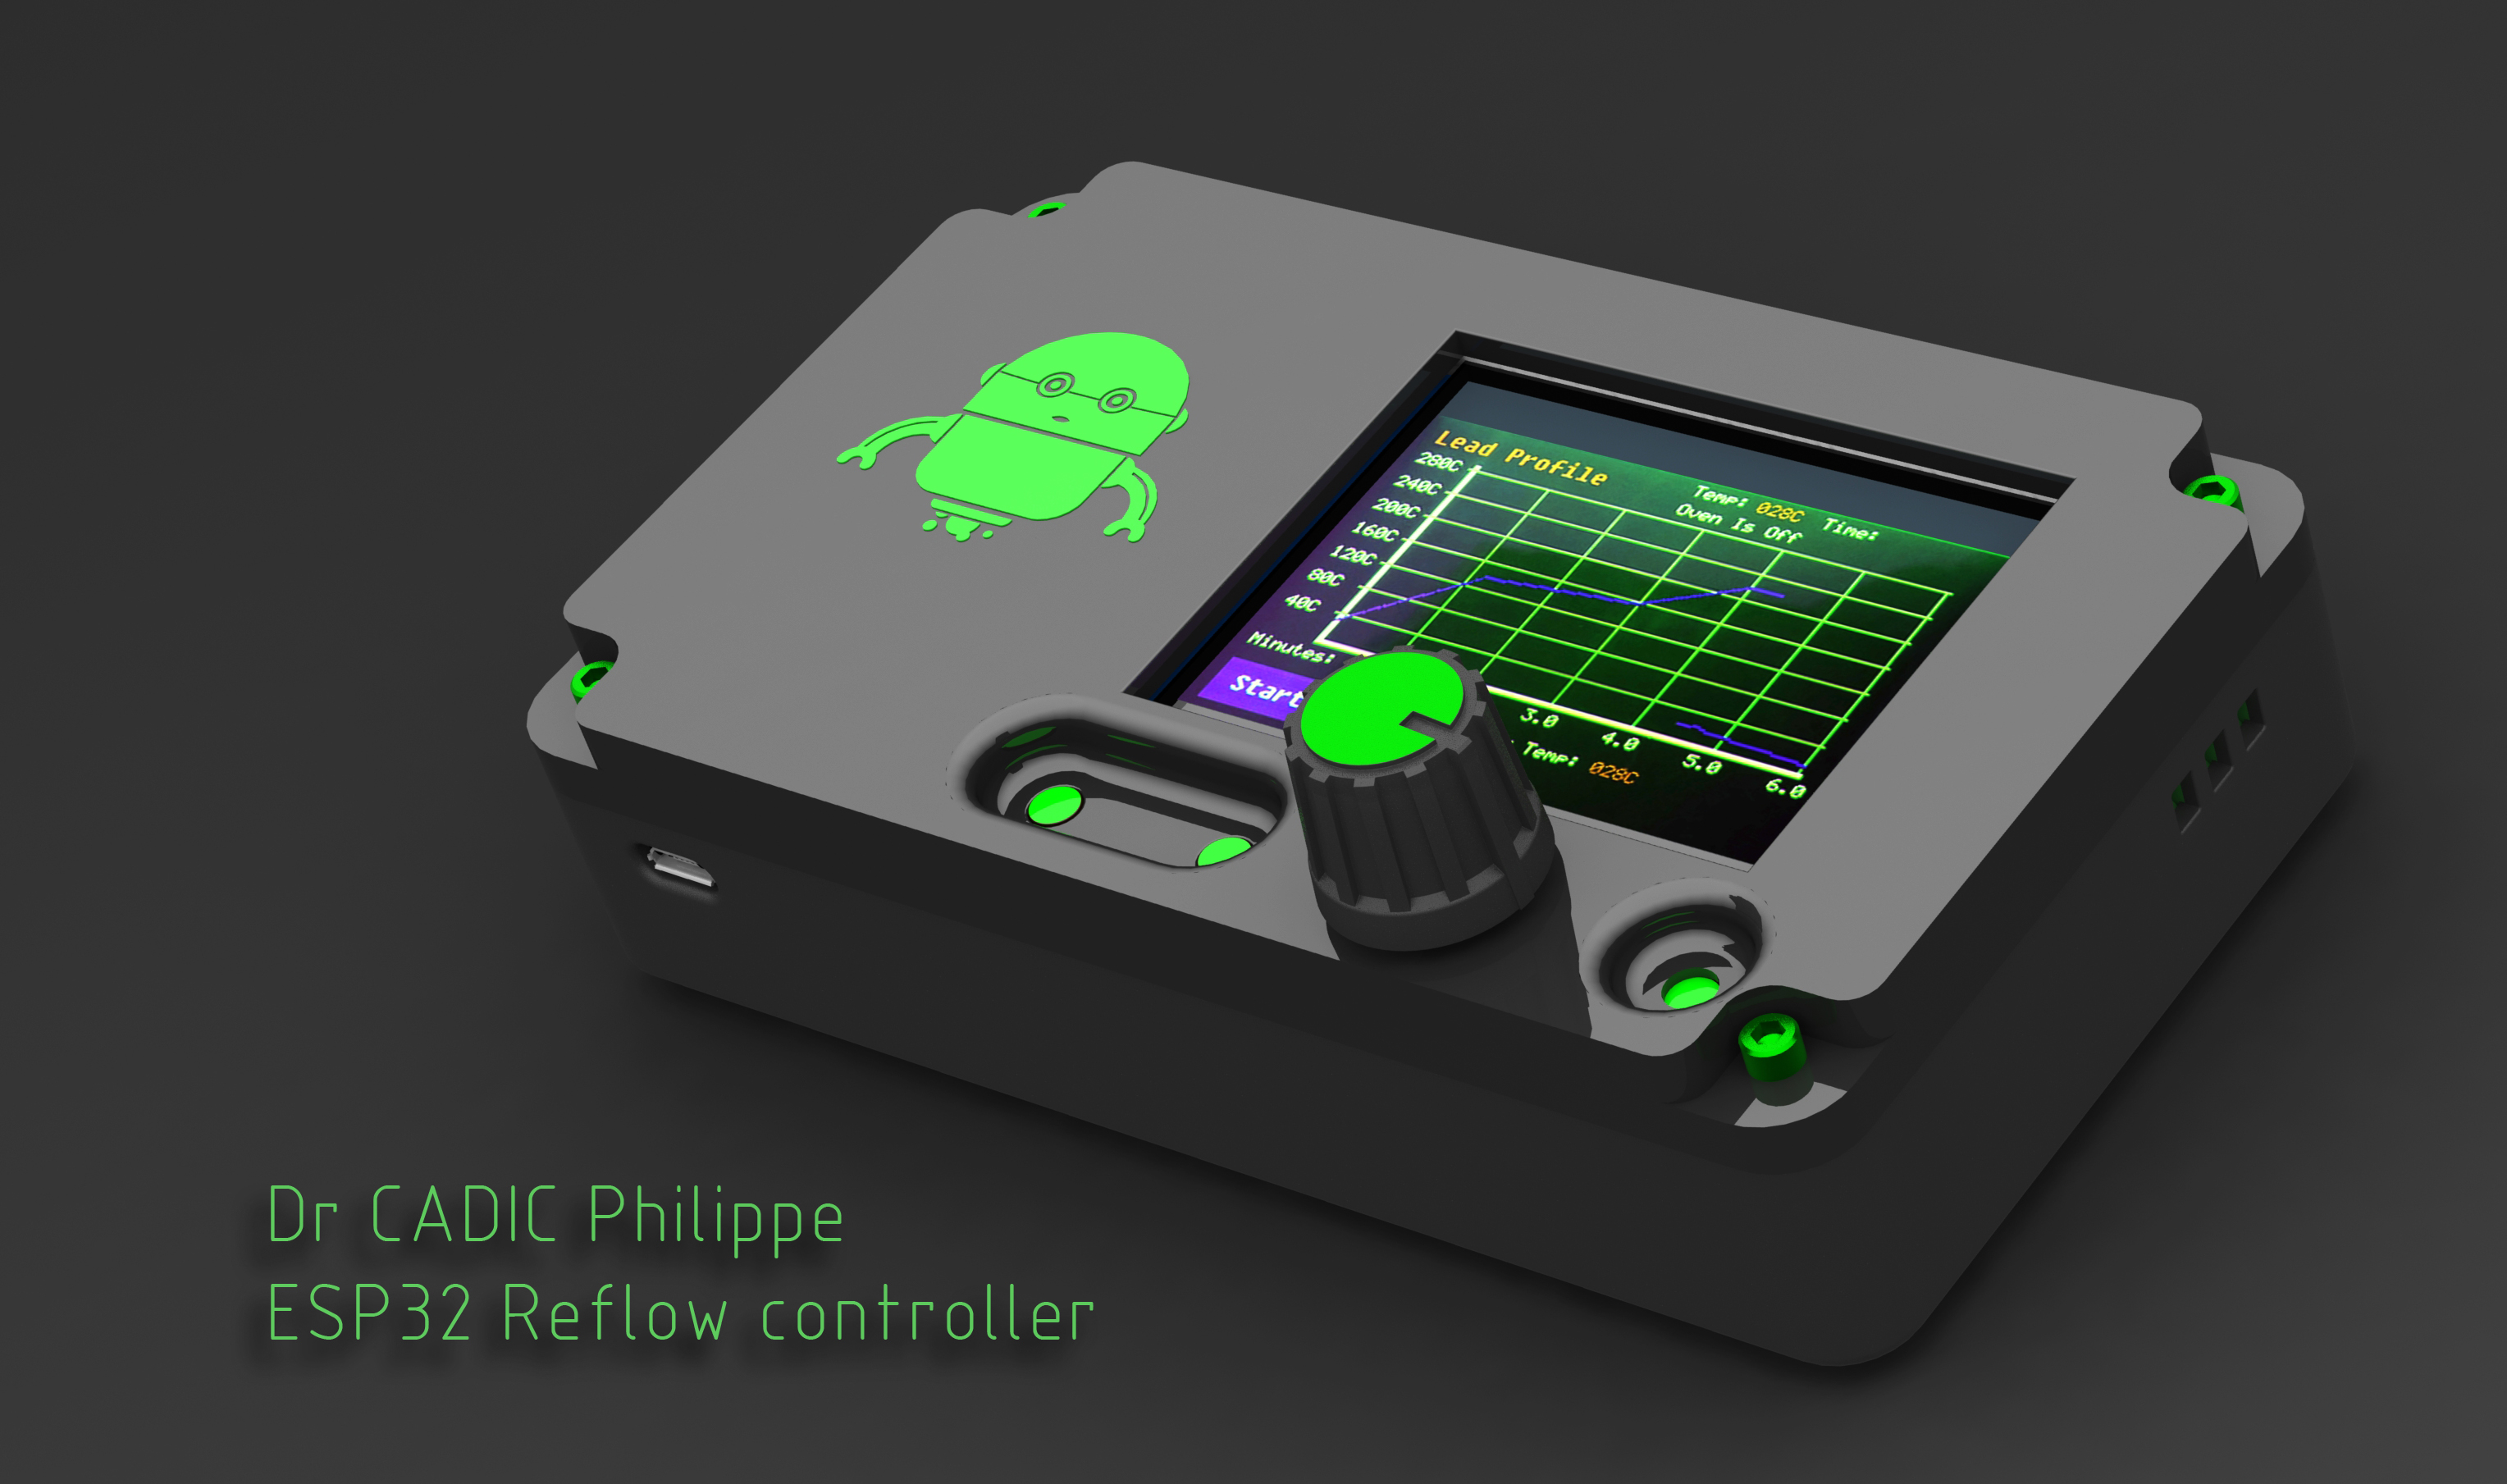 Lead Profile
Temp: 028C Time:
Oven Is Off
280C
240C
200C
160C
120C
80C
40C
Minutes:
3.0 4.0 5.0 6.0
Start
Temp: 028C
Dr CADIC Philippe
ESP32 Reflow controller